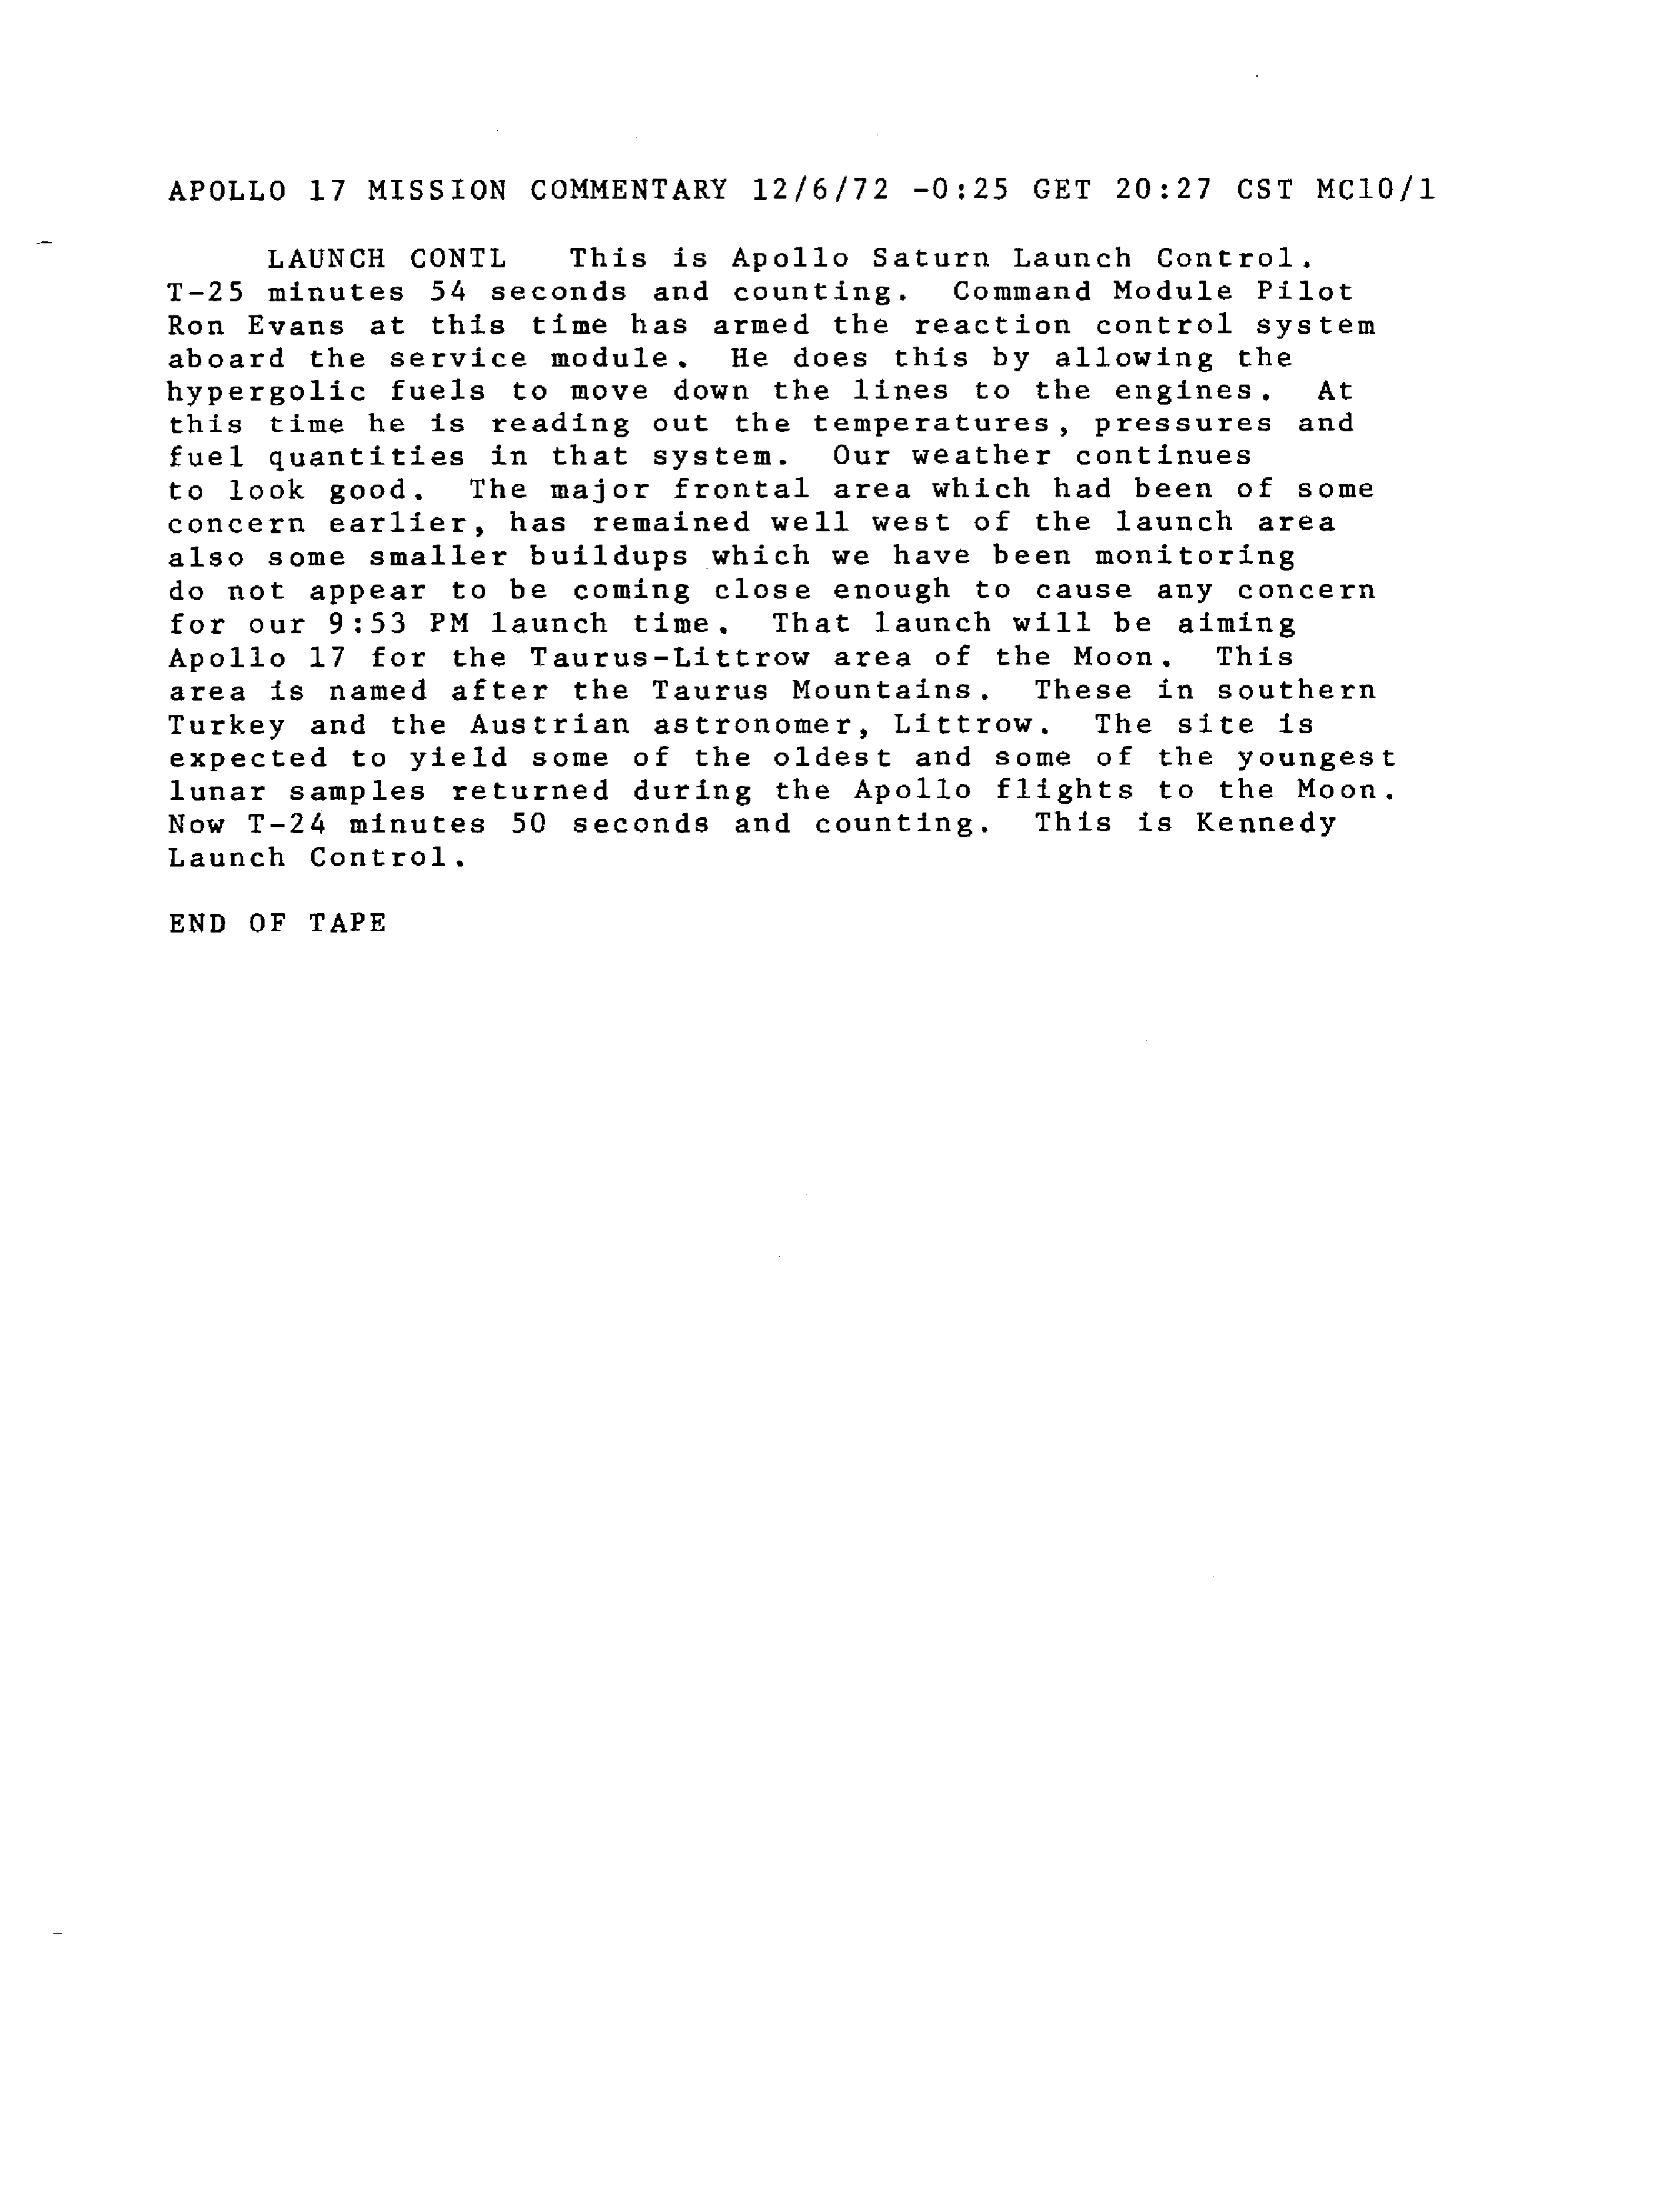 APOLLO 17 MISSION COMMENTARY 12/6/72 -0:25 GET 20:27 CST MC10/1
LAUNCH CONTL This is Apollo Saturn Launch Control.
T-25 minutes 54 seconds and counting. Command Module Pilot
Ron Evans at this time has armed the reaction control system
aboard the service module. He does this by allowing the
hypergolic fuels to move down the lines to the engines. At
this time he is reading out the temperatures, pressures and
fuel quantities in that system. Our weather continues
to look good. The major frontal area which had been of some
concern earlier, has remained well west of the launch area
also some smaller buildups which we have been monitoring
do not appear to be coming close enough to cause any concern
for our 9:53 PM launch time. That launch will be aiming
Apollo 17 for the Taurus-Littrow area of the Moon. This
area is named after the Taurus Mountains. These in southern
Turkey and the Austrian astronomer, Littrow. The site is
expected to yield some of the oldest and some of the youngest
lunar samples returned during the Apollo flights to the Moon.
Now T-24 minutes 50 seconds and counting. This is Kennedy
Launch Control.
END OF TAPE